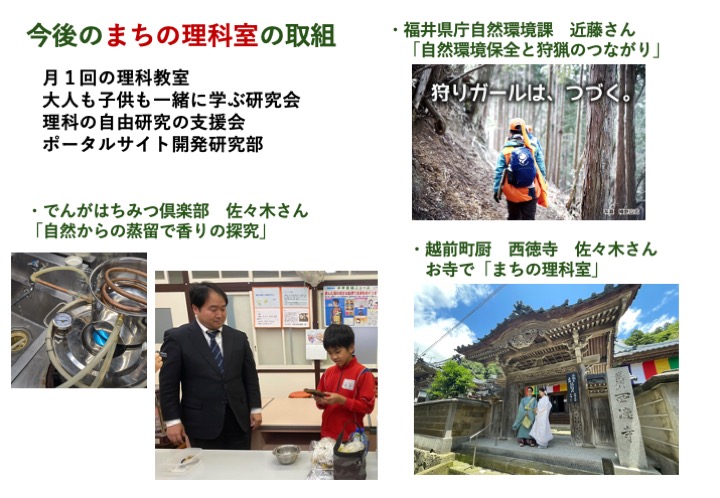 今後のまちの理科室の取組
月１回の理科教室
大人も子供も一緒に学ぶ研究会
理科の自由研究の支援会
ポータルサイト開発研究部
・でんがはちみつ倶楽部　佐々木さん
「自然からの蒸留で香りの探究」
・福井県庁自然環境課　近藤さん
「自然環境保全と狩猟のつながり」
狩りガールは、つづく。
・越前町厨　西徳寺　佐々木さん
お寺で「まちの理科室」
西徳寺